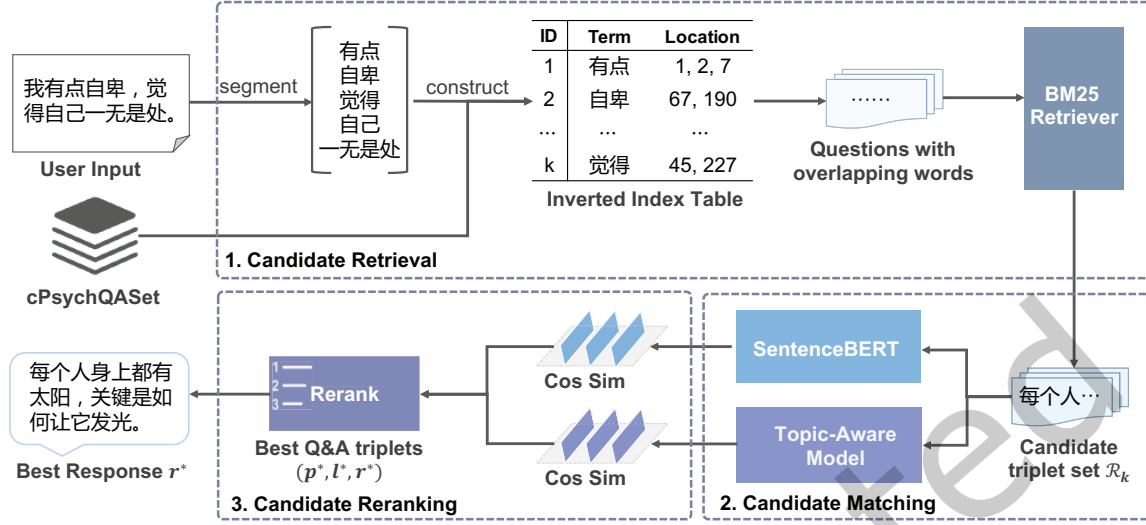 我有点自卑，觉
得自己一无是处。
User Input
segment
有点
自卑
觉得
自己
一无是处
construct
ID Term Location
1 有点 1, 2, 7
2 自卑 67, 190
... ... ...
k 觉得 45, 227
Inverted Index Table
······
Questions with
overlapping words
BM25
Retriever
cPsychQASet
1. Candidate Retrieval
每个人···
Candidate
triplet set ℛₖ
SentenceBERT
Topic-Aware
Model
2. Candidate Matching
Cos Sim
Cos Sim
1
2
3
Rerank
Best Q&A triplets
(p*, l*, r*)
3. Candidate Reranking
每个人身上都有
太阳，关键是如
何让它发光。
Best Response r*